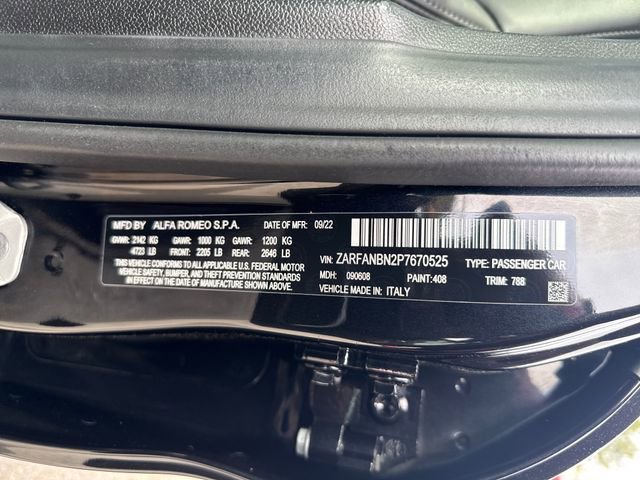 MFD BY ALFA ROMEO S.P.A. DATE OF MFR: 09/22
GVWR: 2142 KG GAWR: 1000 KG GAWR: 1200 KG
4723 LB FRONT: 2205 LB REAR: 2646 LB
THIS VEHICLE CONFORMS TO ALL APPLICABLE U.S. FEDERAL MOTOR
VEHICLE SAFETY, BUMPER, AND THEFT PREVENTION STANDARDS
IN EFFECT ON THE DATE OF MANUFACTURE SHOWN ABOVE.
VIN: ZARFANBN2P7670525 TYPE: PASSENGER CAR
MDH: 090608 PAINT: 408 TRIM: 788
VEHICLE MADE IN: ITALY